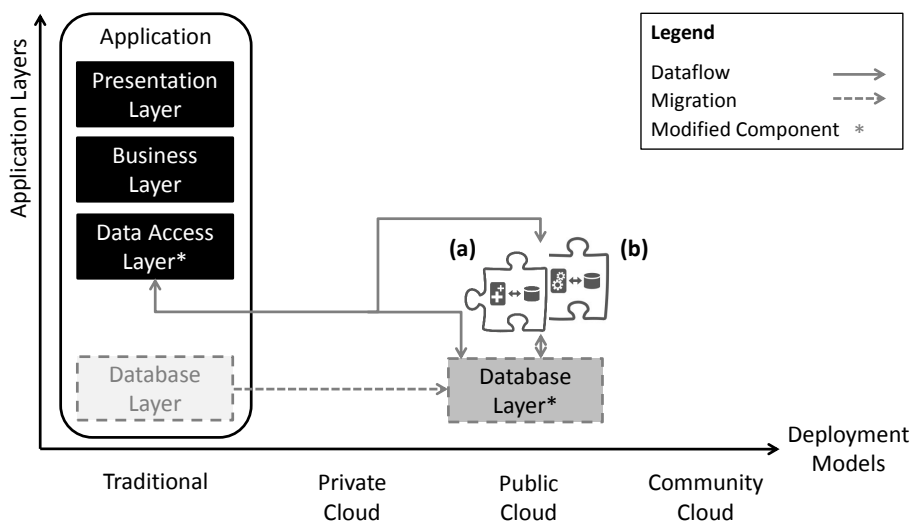 Application Layers
Application
Presentation
Layer
Business
Layer
Data Access
Layer*
Database
Layer
(a)
(b)
Database
Layer*
Legend
Dataflow
Migration
Modified Component *
Traditional
Private
Cloud
Public
Cloud
Community
Cloud
Deployment
Models